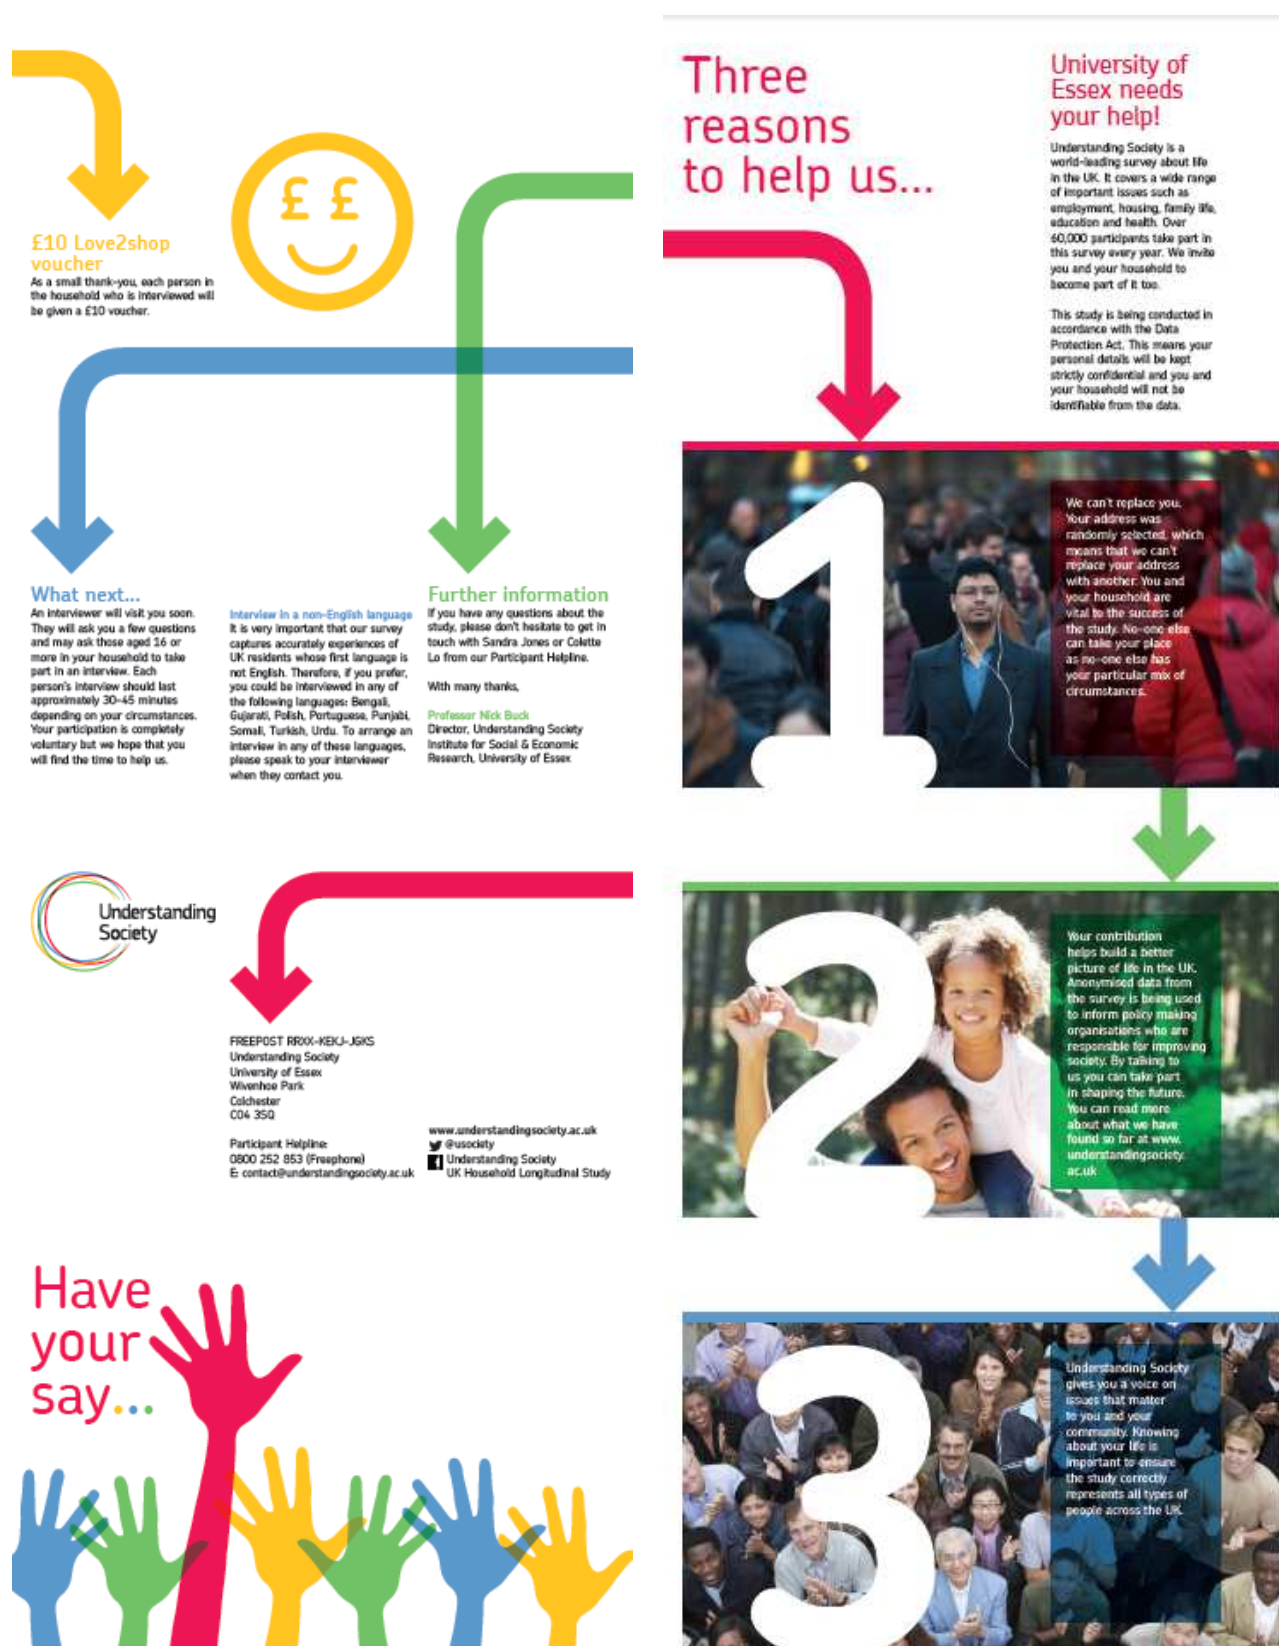 £ £
£10 Love2shop
voucher
As a small thank-you, each person in
the household who is interviewed will
be given a £10 voucher.
What next...
An interviewer will visit you soon.
They will ask you a few questions
and may ask those aged 16 or
more in your household to take
part in an interview. Each
person's interview should last
approximately 30-45 minutes
depending on your circumstances.
Your participation is completely
voluntary but we hope that you
will find the time to help us.
Interview in a non-English language
It is very important that our survey
captures accurately experiences of
UK residents whose first language is
not English. Therefore, if you prefer,
you could be interviewed in any of
the following languages: Bengali,
Gujarati, Polish, Portuguese, Punjabi,
Somali, Turkish, Urdu. To arrange an
interview in any of these languages,
please speak to your interviewer
when they contact you.
Further information
If you have any questions about the
study, please don't hesitate to get in
touch with Sandra Jones or Colette
Lo from our Participant Helpline.
With many thanks,
Professor Nick Buck
Director, Understanding Society
Institute for Social & Economic
Research, University of Essex
Understanding
Society
FREEPOST RRXX-KEKJ-JGKS
Understanding Society
University of Essex
Wivenhoe Park
Colchester
CO4 3SQ
Participant Helpline:
0800 252 853 (Freephone)
E: contact@understandingsociety.ac.uk
www.understandingsociety.ac.uk
@usociety
Understanding Society
UK Household Longitudinal Study
Have
your
say...
Three
reasons
to help us...
University of
Essex needs
your help!
Understanding Society is a
world-leading survey about life
in the UK. It covers a wide range
of important issues such as
employment, housing, family life,
education and health. Over
60,000 participants take part in
this survey every year. We invite
you and your household to
become part of it too.
This study is being conducted in
accordance with the Data
Protection Act. This means your
personal details will be kept
strictly confidential and you and
your household will not be
identifiable from the data.
1
We can't replace you.
Your address was
randomly selected, which
means that we can't
replace your address
with another. You and
your household are
vital to the success of
the study. No-one else
can take your place
as no-one else has
your particular mix of
circumstances.
2
Your contribution
helps build a better
picture of life in the UK.
Anonymised data from
the survey is being used
to inform policy making
organisations who are
responsible for improving
society. By talking to
us you can take part
in shaping the future.
You can read more
about what we have
found so far at www.
understandingsociety.
ac.uk
3
Understanding Society
gives you a voice on
issues that matter
to you and your
community. Knowing
about your life is
important to ensure
the study correctly
represents all types of
people across the UK.